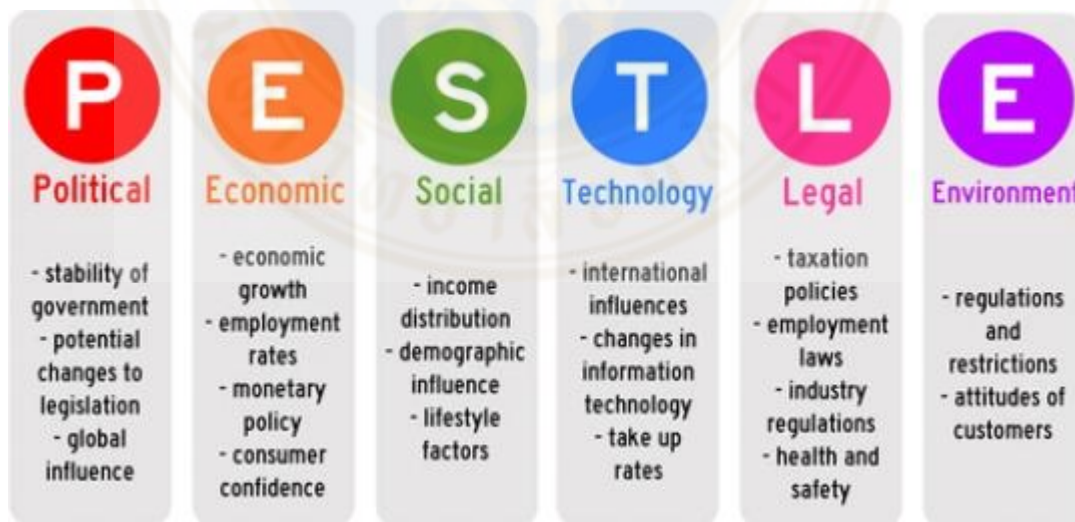 P
Political
- stability of
government
- potential
changes to
legislation
- global
influence
E
Economic
- economic
growth
- employment
rates
- monetary
policy
- consumer
confidence
S
Social
- income
distribution
- demographic
influence
- lifestyle
factors
T
Technology
- international
influences
- changes in
information
technology
- take up
rates
L
Legal
- taxation
policies
- employment
laws
- industry
regulations
- health and
safety
E
Environment
- regulations
and
restrictions
- attitudes of
customers